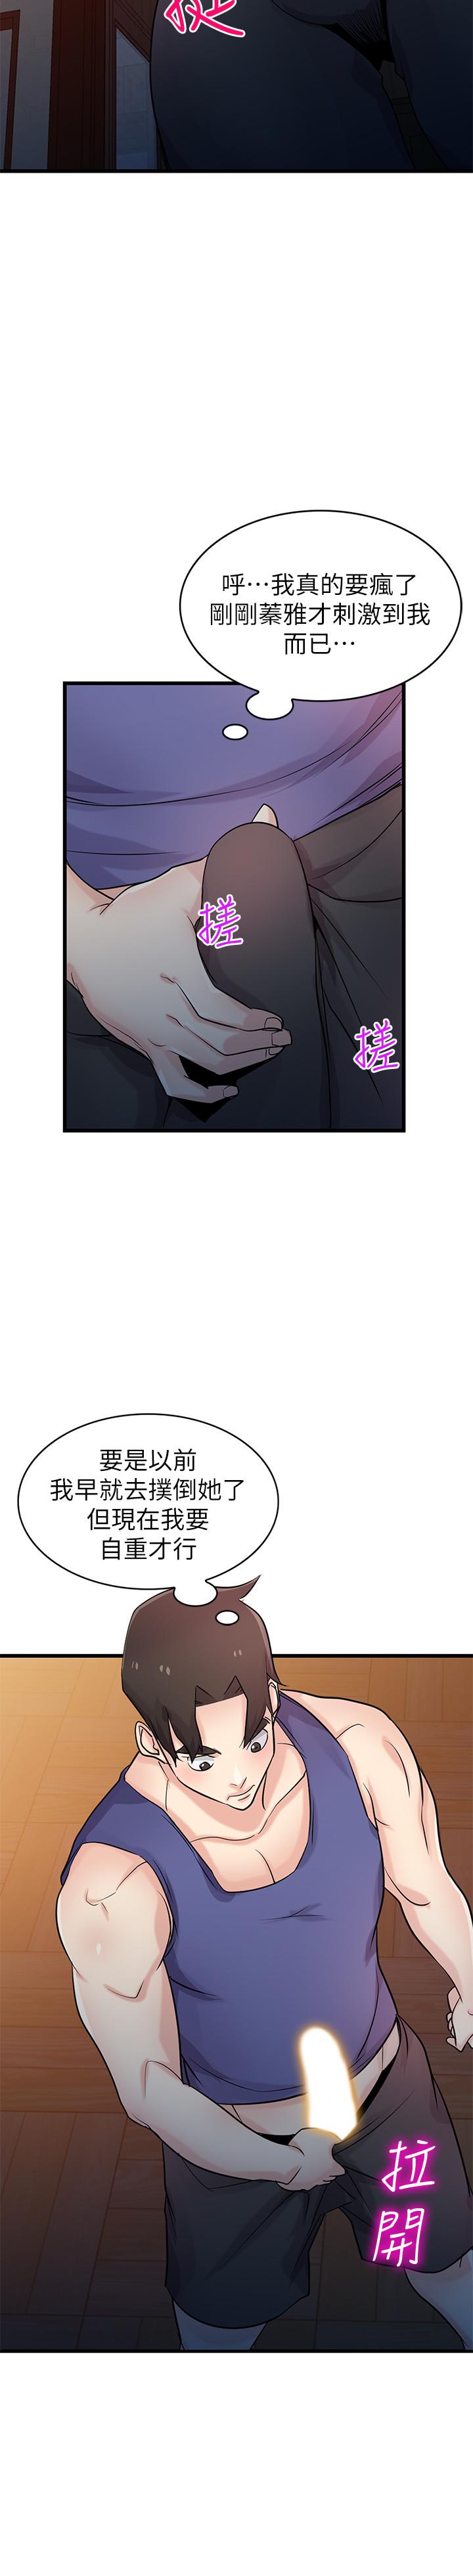 挺
呼⋯我真的要瘋了
剛剛蓁雅才刺激到我
而已⋯
搓
搓
要是以前
我早就去撲倒她了
但現在我要
自重才行
拉
開